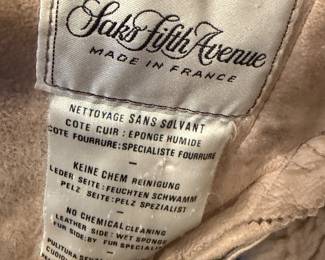 Saks Fifth Avenue
MADE IN FRANCE
NETTOYAGE SANS SOLVANT
COTE CUIR : EPONGE HUMIDE
COTE FOURRURE: SPECIALISTE FOURRURE
–
KEINE CHEM REINIGUNG
LEDER SEITE: FEUCHTEN SCHWAMM
PELZ SEITE: PELZ SPEZIALIST
–
NO CHEMICAL CLEANING
LEATHER SIDE: WET SPONGE
FUR SIDE: BY FUR SPECIALI
–
PULITURA